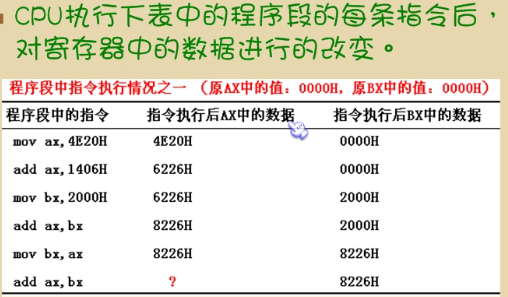 CPU执行下表中的程序段的每条指令后，
对寄存器中的数据进行的改变。
程序段中指令执行情况之一 （原AX中的值：0000H，原BX中的值：0000H）
程序段中的指令 指令执行后AX中的数据 指令执行后BX中的数据
mov ax,4E20H 4E20H 0000H
add ax,1406H 6226H 0000H
mov bx,2000H 6226H 2000H
add ax,bx 8226H 2000H
mov bx,ax 8226H 8226H
add ax,bx ? 8226H